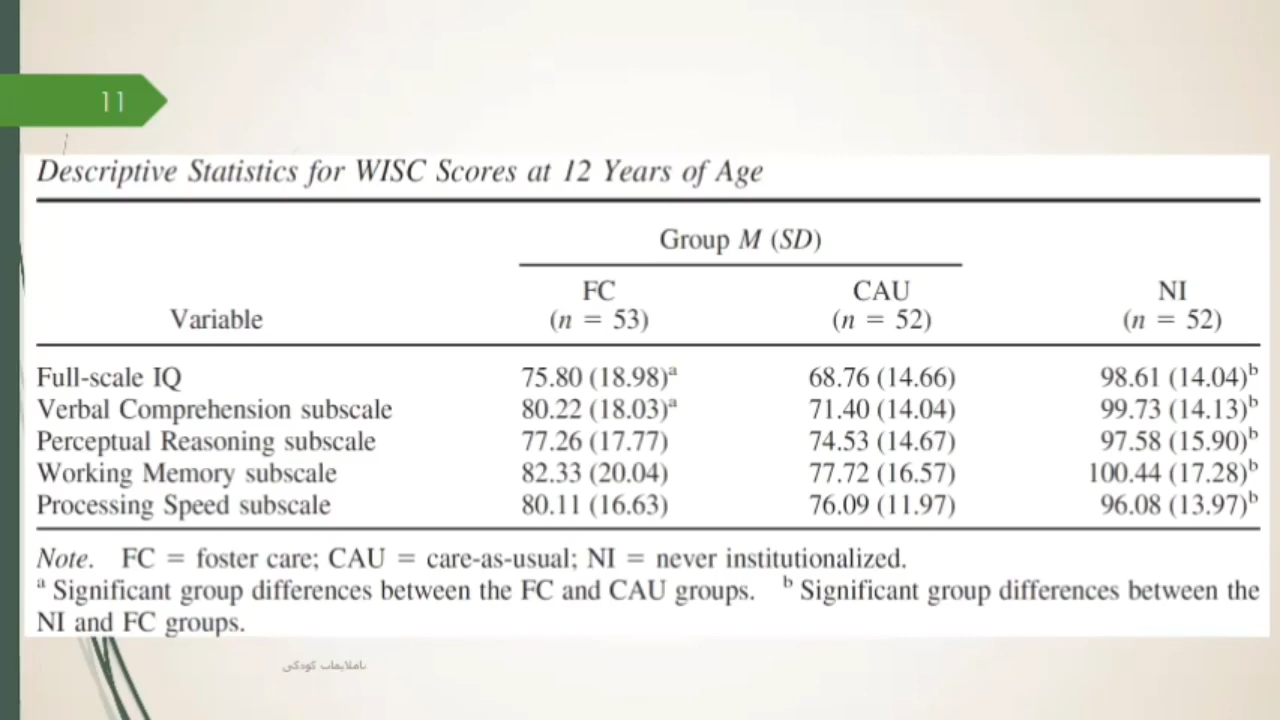 11
Descriptive Statistics for WISC Scores at 12 Years of Age
Group M (SD)
FC CAU NI
Variable (n = 53) (n = 52) (n = 52)
Full-scale IQ 75.80 (18.98)ᵃ 68.76 (14.66) 98.61 (14.04)ᵇ
Verbal Comprehension subscale 80.22 (18.03)ᵃ 71.40 (14.04) 99.73 (14.13)ᵇ
Perceptual Reasoning subscale 77.26 (17.77) 74.53 (14.67) 97.58 (15.90)ᵇ
Working Memory subscale 82.33 (20.04) 77.72 (16.57) 100.44 (17.28)ᵇ
Processing Speed subscale 80.11 (16.63) 76.09 (11.97) 96.08 (13.97)ᵇ
Note. FC = foster care; CAU = care-as-usual; NI = never institutionalized.
ᵃ Significant group differences between the FC and CAU groups. ᵇ Significant group differences between the
NI and FC groups.
ناملایمات کودکی